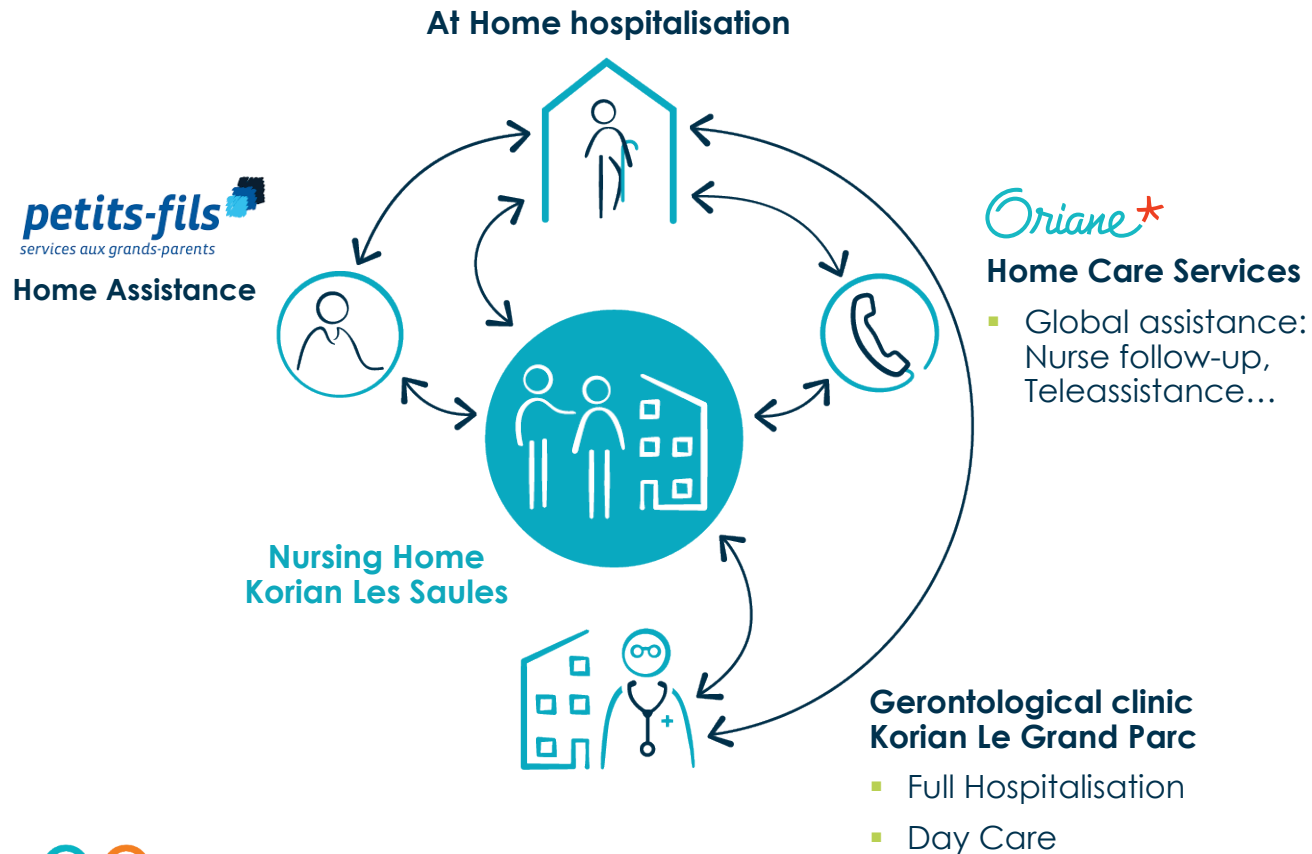 At Home hospitalisation
petits-fils
services aux grands-parents
Home Assistance
Oriane*
Home Care Services
▪ Global assistance:
Nurse follow-up,
Teleassistance...
Nursing Home
Korian Les Saules
Gerontological clinic
Korian Le Grand Parc
▪ Full Hospitalisation
▪ Day Care